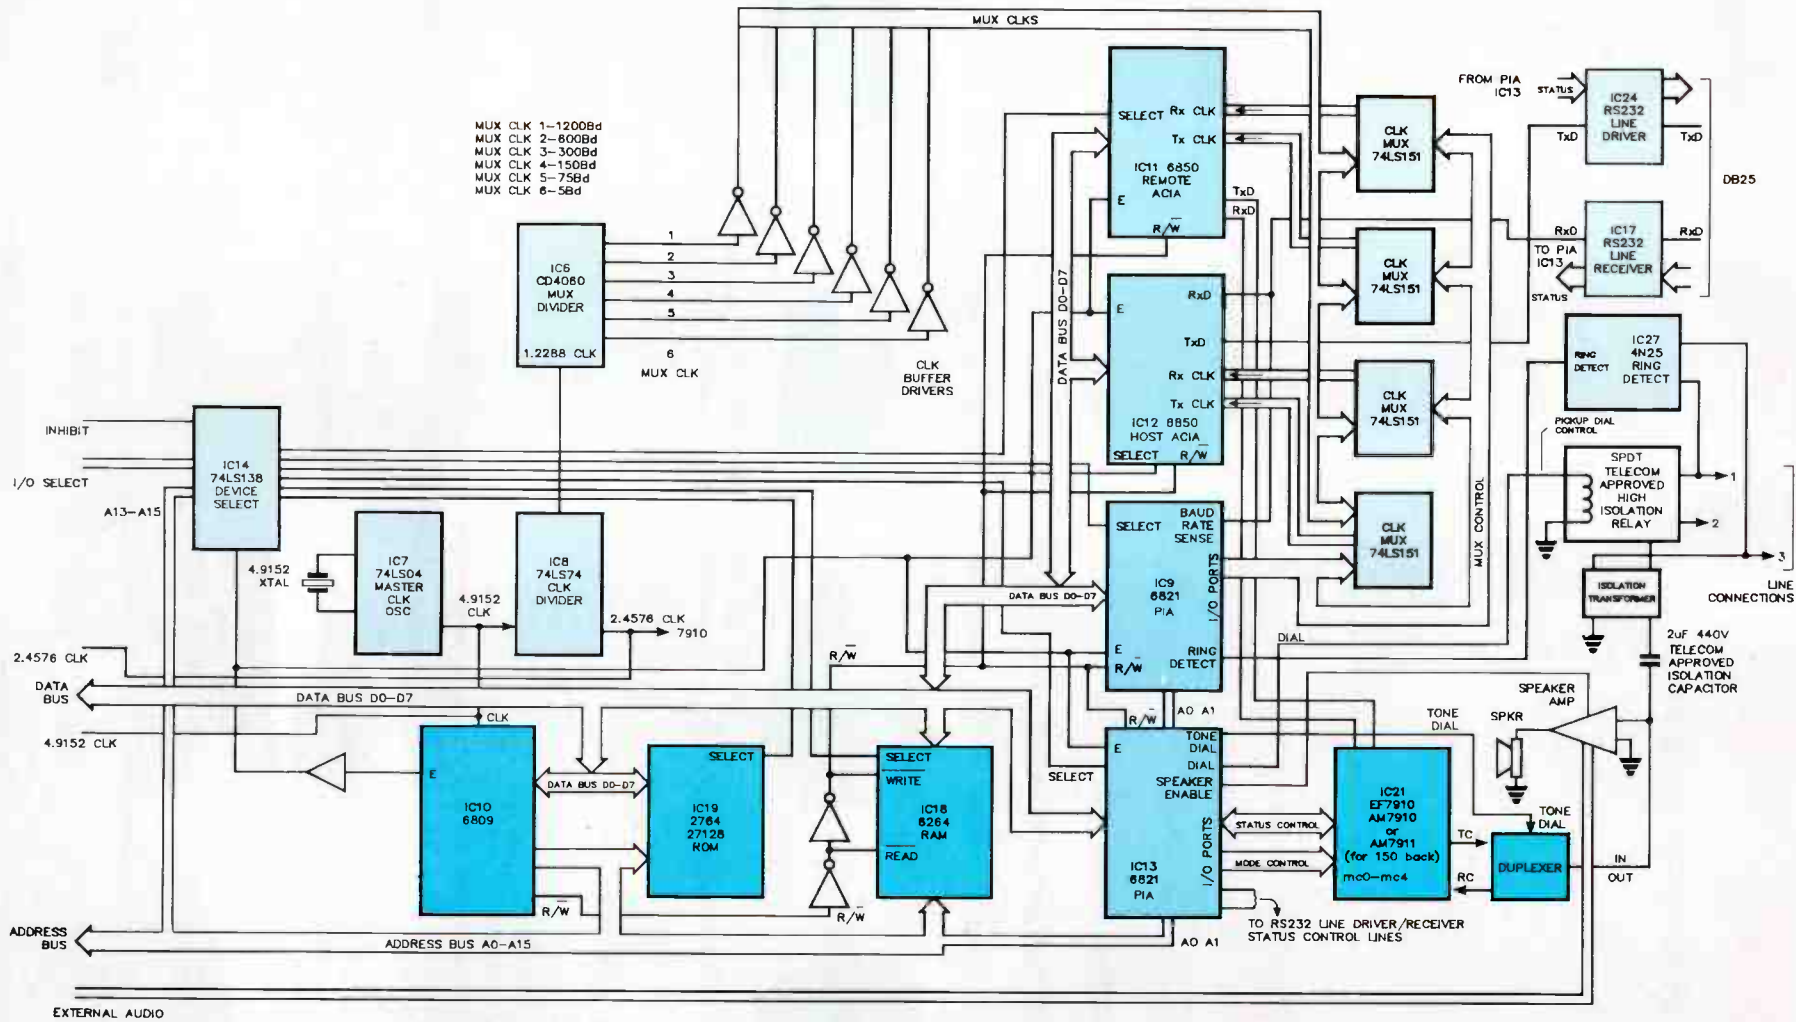 MUX CLKS
MUX CLK 1-1200Bd
MUX CLK 2-600Bd
MUX CLK 3-300Bd
MUX CLK 4-150Bd
MUX CLK 5-75Bd
MUX CLK 6-5Bd
IC6
CD4060
MUX
DIVIDER
1.2288 CLK
1
2
3
4
5
6
MUX CLK
CLK
BUFFER
DRIVERS
SELECT
Rx CLK
Tx CLK
IC11 6850
REMOTE
ACIA
E
R/W
TxD
RxD
DATA BUS D0-D7
E
RxD
TxD
Rx CLK
Tx CLK
IC12 6850
HOST ACIA
SELECT
R/W
CLK
MUX
74LS151
CLK
MUX
74LS151
CLK
MUX
74LS151
CLK
MUX
74LS151
MUX CONTROL
FROM PIA
IC13
STATUS
TxD
IC24
RS232
LINE
DRIVER
TxD
DB25
RxD
TO PIA
IC13
STATUS
IC17
RS232
LINE
RECEIVER
RxD
RING
DETECT
IC27
4N25
RING
DETECT
PICKUP DIAL
CONTROL
SPDT
TELECOM
APPROVED
HIGH
ISOLATION
RELAY
1
2
3
LINE
CONNECTIONS
ISOLATION
TRANSFORMER
2uF 440V
TELECOM
APPROVED
ISOLATION
CAPACITOR
INHIBIT
I/O SELECT
A13-A15
IC14
74LS138
DEVICE
SELECT
4.9152
XTAL
IC7
74LS04
MASTER
CLK
OSC
4.9152
CLK
IC8
74LS74
CLK
DIVIDER
2.4576 CLK
7910
SELECT
BAUD
RATE
SENSE
IC9
6821
PIA
I/O PORTS
E
R/W
RING
DETECT
DATA BUS D0-D7
R/W
DIAL
2.4576 CLK
DATA
BUS
DATA BUS D0-D7
4.9152 CLK
CLK
E
IC10
6809
R/W
DATA BUS D0-D7
SELECT
IC19
2764
27128
ROM
SELECT
WRITE
IC18
6264
RAM
READ
R/W
R/W
A0 A1
SELECT
E
TONE
DIAL
DIAL
SPEAKER
ENABLE
IC13
6821
PIA
I/O PORTS
STATUS CONTROL
MODE CONTROL
TO RS232 LINE DRIVER/RECEIVER
STATUS CONTROL LINES
A0 A1
TONE
DIAL
IC21
EF7910
AM7910
or
AM7911
(for 150 back)
mc0-mc4
TC
RC
SPKR
SPEAKER
AMP
TONE
DIAL
DUPLEXER
IN
OUT
ADDRESS
BUS
ADDRESS BUS A0-A15
EXTERNAL AUDIO